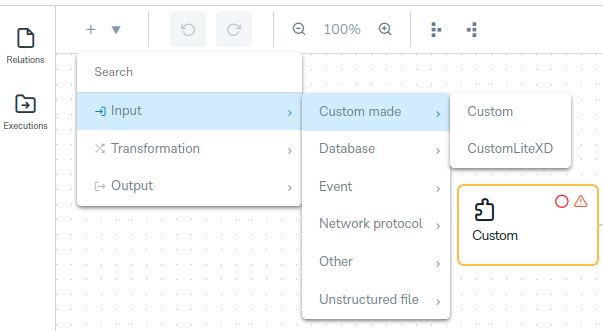 100%
Relations
Executions
Search
Input
Transformation
Output
Custom made
Database
Event
Network protocol
Other
Unstructured file
Custom
CustomLiteXD
Custom